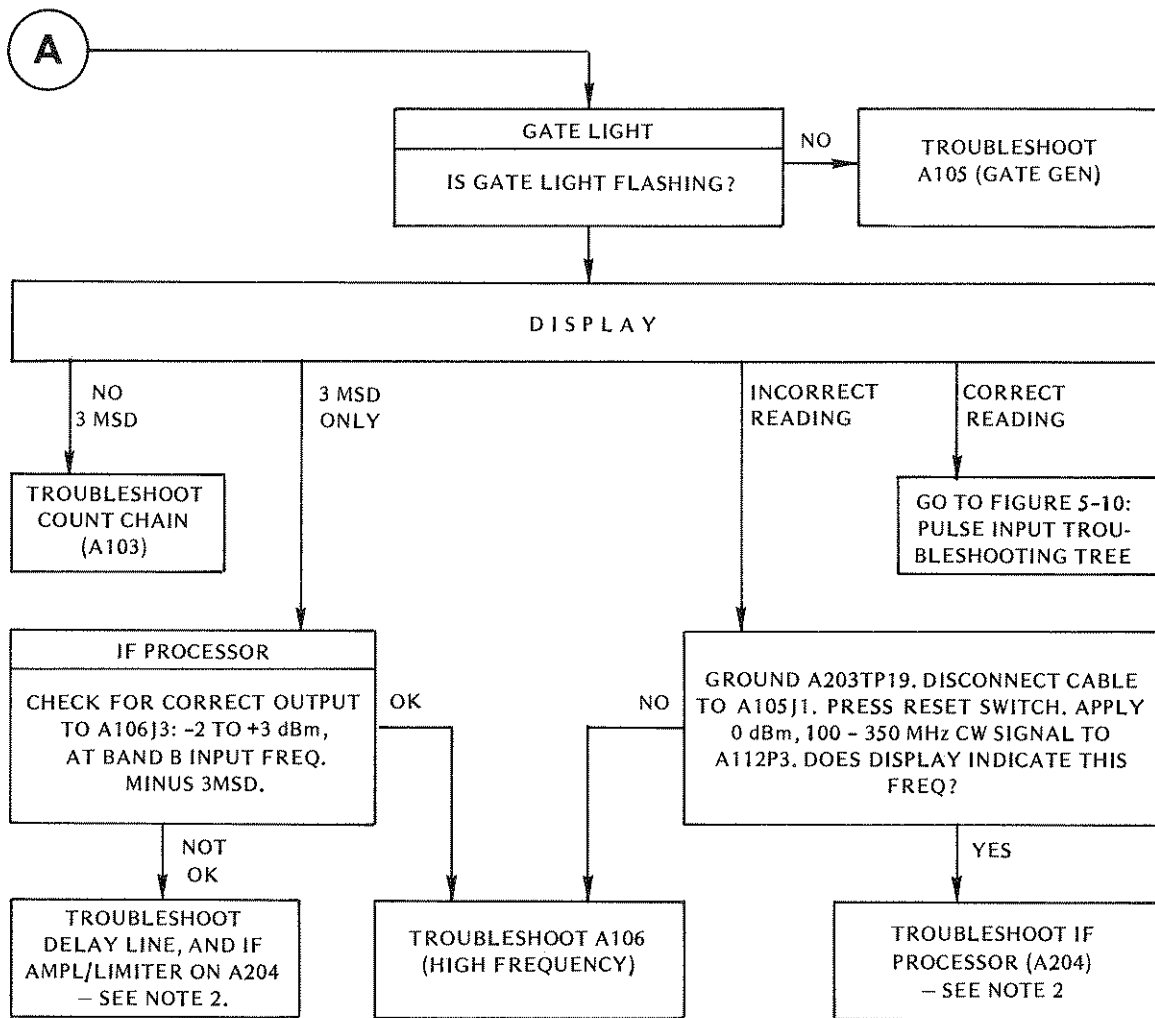 A
GATE LIGHT
IS GATE LIGHT FLASHING?
NO
TROUBLESHOOT
A105 (GATE GEN)
DISPLAY
NO
3 MSD
3 MSD
ONLY
INCORRECT
READING
CORRECT
READING
TROUBLESHOOT
COUNT CHAIN
(A103)
GO TO FIGURE 5-10:
PULSE INPUT TROU-
BLESHOOTING TREE
IF PROCESSOR
CHECK FOR CORRECT OUTPUT
TO A106J3: -2 TO +3 dBm,
AT BAND B INPUT FREQ.
MINUS 3MSD.
OK
NO
GROUND A203TP19. DISCONNECT CABLE
TO A105J1. PRESS RESET SWITCH. APPLY
0 dBm, 100 - 350 MHz CW SIGNAL TO
A112P3. DOES DISPLAY INDICATE THIS
FREQ?
NOT
OK
YES
TROUBLESHOOT
DELAY LINE, AND IF
AMPL/LIMITER ON A204
– SEE NOTE 2.
TROUBLESHOOT A106
(HIGH FREQUENCY)
TROUBLESHOOT IF
PROCESSOR (A204)
– SEE NOTE 2